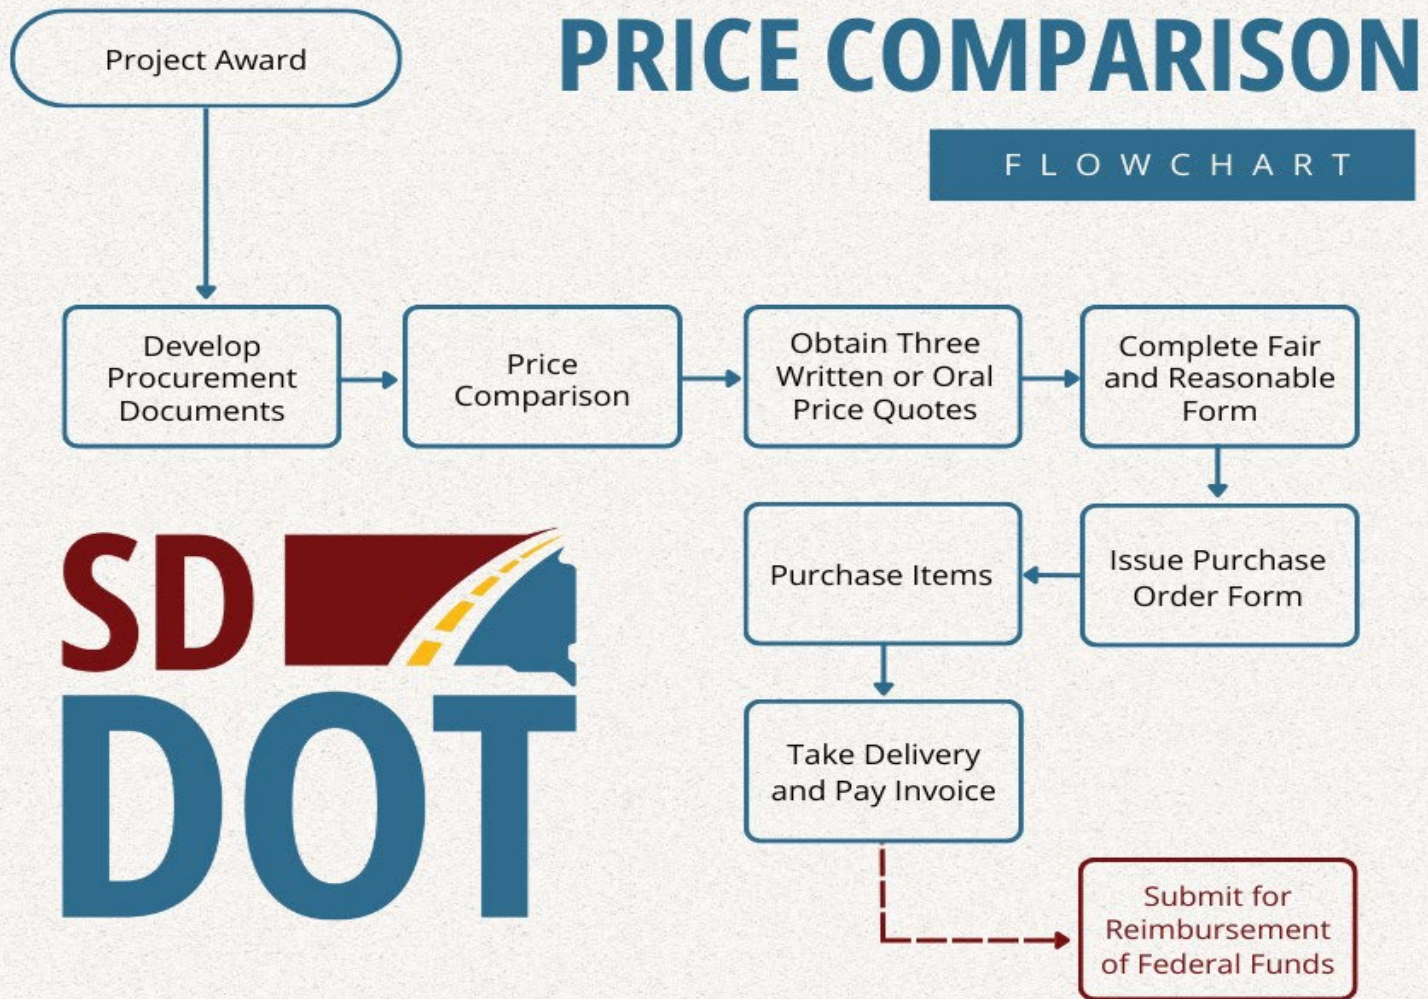 Project Award
PRICE COMPARISON
FLOWCHART
Develop
Procurement
Documents
Price
Comparison
Obtain Three
Written or Oral
Price Quotes
Complete Fair
and Reasonable
Form
Issue Purchase
Order Form
Purchase Items
Take Delivery
and Pay Invoice
Submit for
Reimbursement
of Federal Funds
SD
DOT